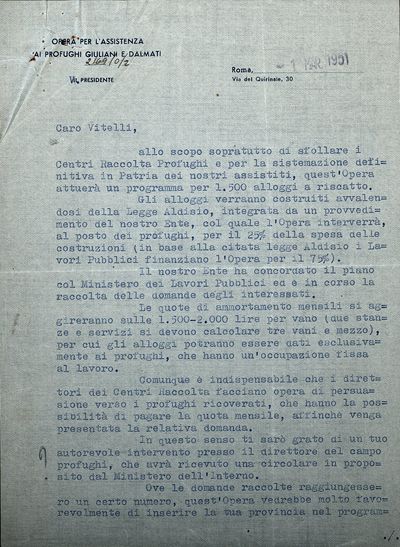 OPERA PER L'ASSISTENZA
AI PROFUGHI GIULIANI E DALMATI
2169/0/2
IL PRESIDENTE
Roma, 1951
Via del Quirinale, 30
Caro Vitelli,
allo scopo sopratutto di sfollare i
Centri Raccolta Profughi e per la sistemazione defi=
nitiva in Patria dei nostri assistiti, quest'Opera
attuerà un programma per 1.500 alloggi a riscatto.
Gli alloggi verranno costruiti avvalen=
dosi della Legge Aldisio, integrata da un provvedi=
mento del nostro Ente, col quale l'Opera interverrà,
al posto dei profughi, per il 25% della spesa delle
costruzioni (in base alla citata legge Aldisio i La=
vori Pubblici finanziano l'Opera per il 75%).
Il nostro Ente ha concordato il piano
col Ministero dei Lavori Pubblici ed è in corso la
raccolta delle domande degli interessati.
Le quote di ammortamento mensili si ag=
gireranno sulle 1.500-2.000 lire per vano (due stan=
ze e servizi si devono calcolare tre vani e mezzo),
per cui gli alloggi potranno essere dati esclusiva=
mente ai profughi, che hanno un'occupazione fissa
al lavoro.
Comunque è indispensabile che i diret=
tori dei Centri Raccolta facciano opera di persua=
sione verso i profughi ricoverati, che hanno la pos=
sibilità di pagare la quota mensile, affinchè venga
presentata la relativa domanda.
In questo senso ti sarò grato di un tuo
autorevole intervento presso il direttore del campo
profughi, che avrà ricevuto una circolare in propo=
sito dal Ministero dell'Interno.
Ove le domande raccolte raggiungesse=
ro un certo numero, quest'Opera vedrebbe molto favo=
revolmente di inserire la tua provincia nel program=
./.